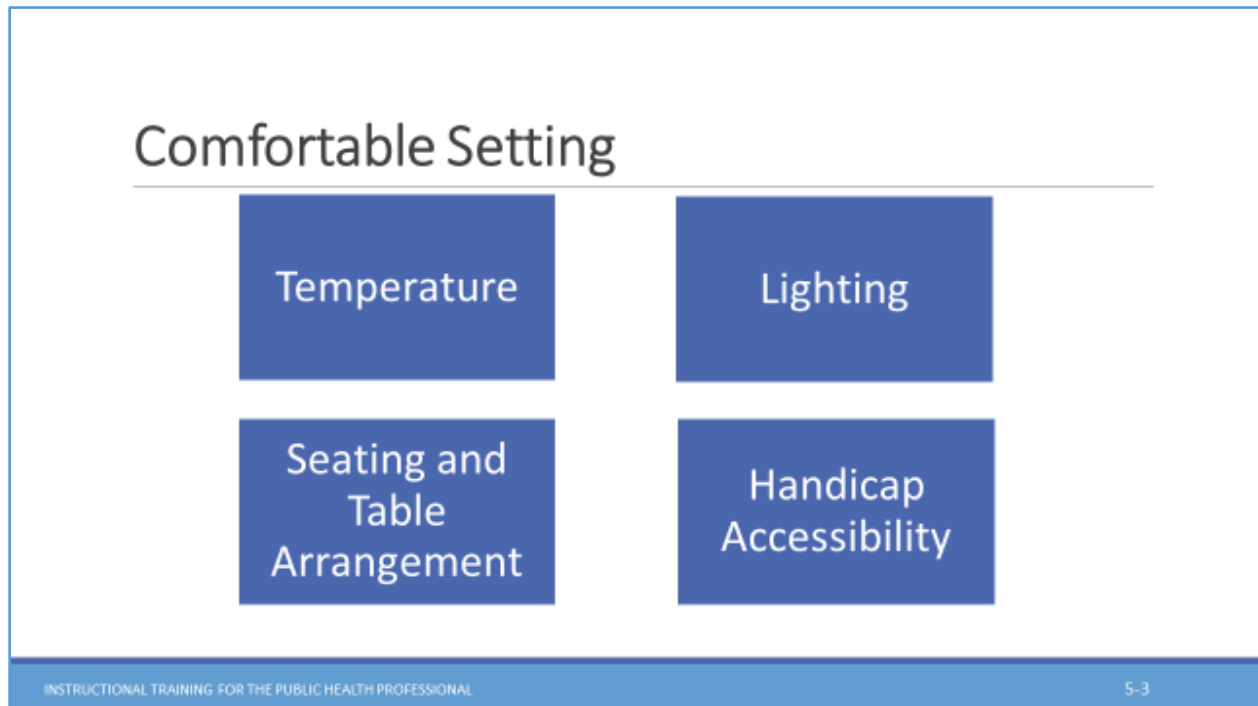 Comfortable Setting
Temperature
Lighting
Seating and
Table
Arrangement
Handicap
Accessibility
INSTRUCTIONAL TRAINING FOR THE PUBLIC HEALTH PROFESSIONAL
5-3